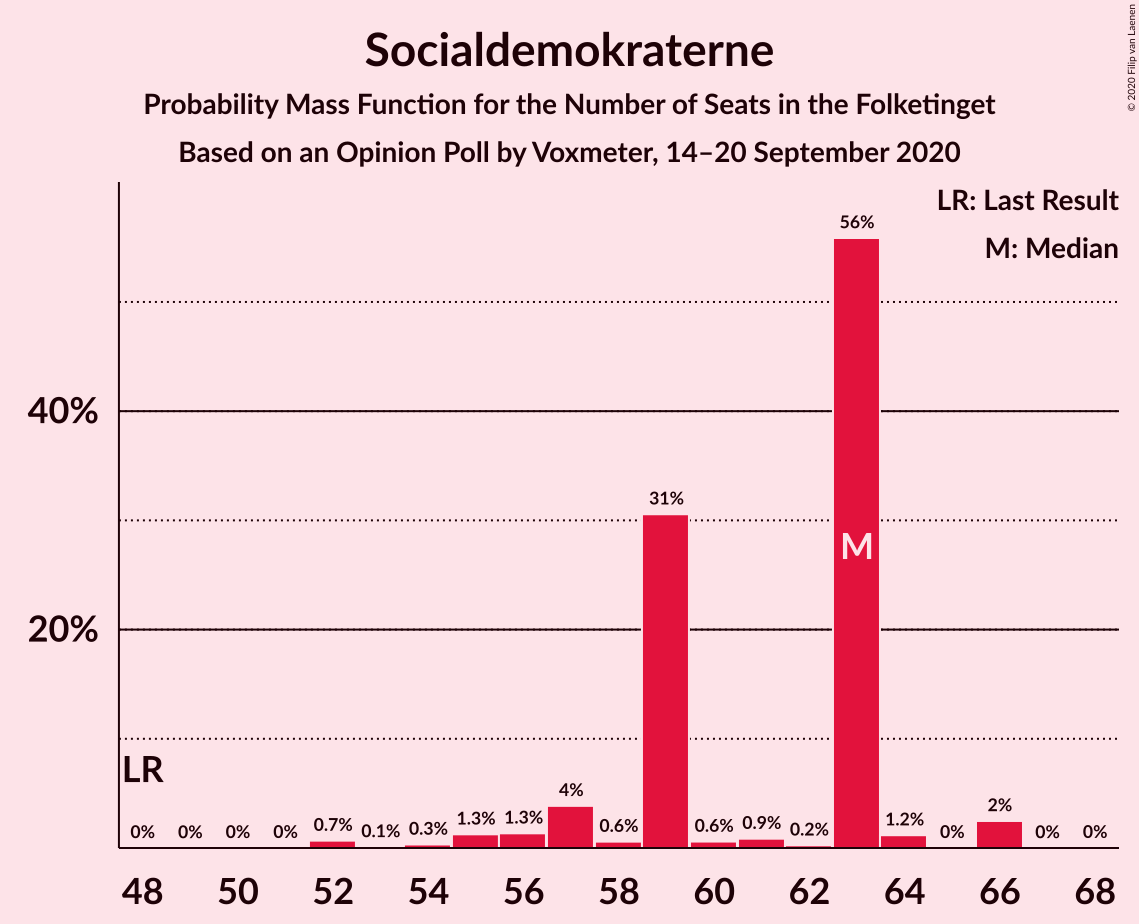 Socialdemokraterne
Probability Mass Function for the Number of Seats in the Folketinget
Based on an Opinion Poll by Voxmeter, 14–20 September 2020
© 2020 Filip van Laenen
LR: Last Result
M: Median
40%
20%
LR
M
0%
0%
0%
0%
0.7%
0.1%
0.3%
1.3%
1.3%
4%
0.6%
31%
0.6%
0.9%
0.2%
56%
1.2%
0%
2%
0%
0%
48 50 52 54 56 58 60 62 64 66 68